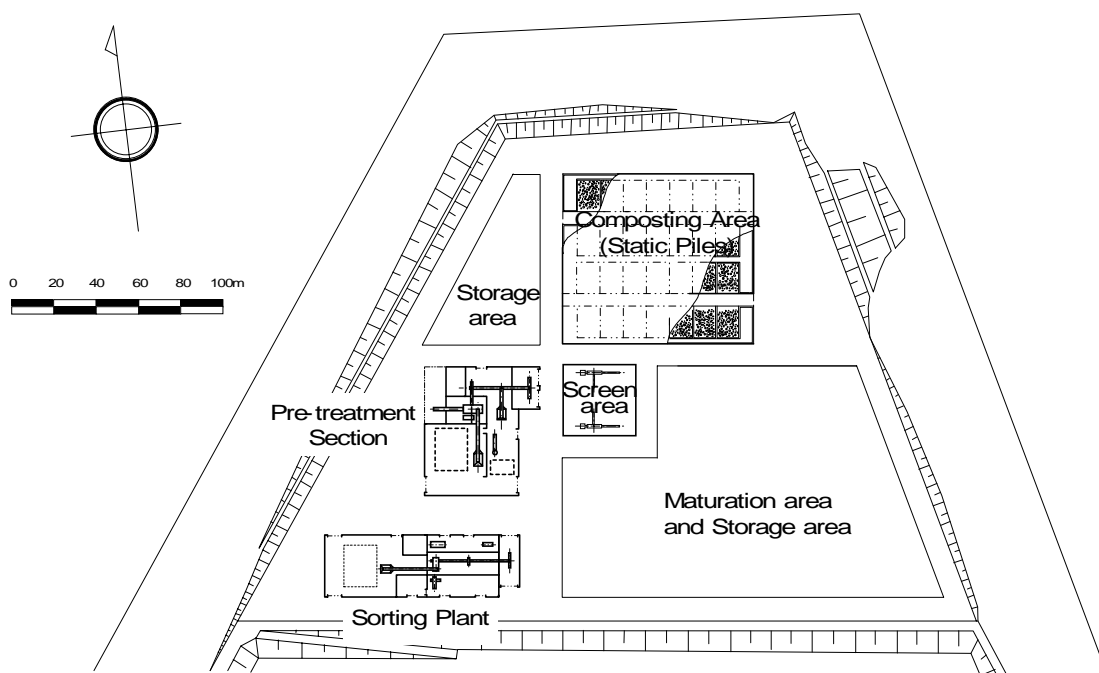 0 20 40 60 80 100m
Composting Area
(Static Piles)
Storage
area
Screen
area
Pre-treatment
Section
Maturation area
and Storage area
Sorting Plant